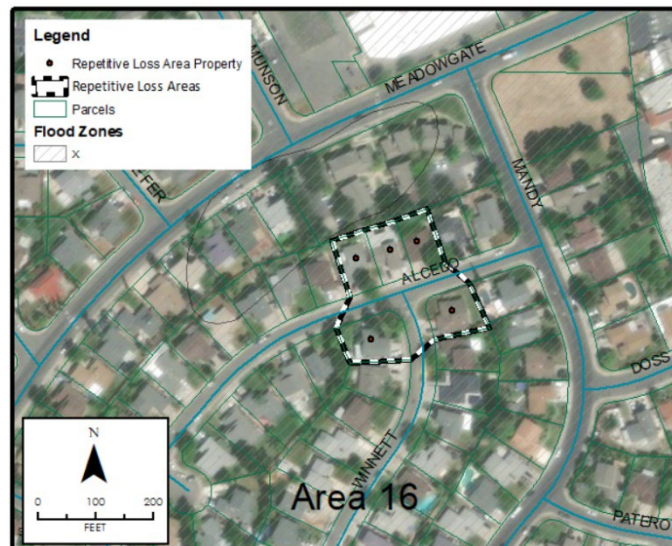 Legend
Repetitive Loss Area Property
Repetitive Loss Areas
Parcels
Flood Zones
X
MUNSON
MEADOWGATE
MANDY
ALCEDO
DOSS
WINNETT
N
0 100 200
FEET
Area 16